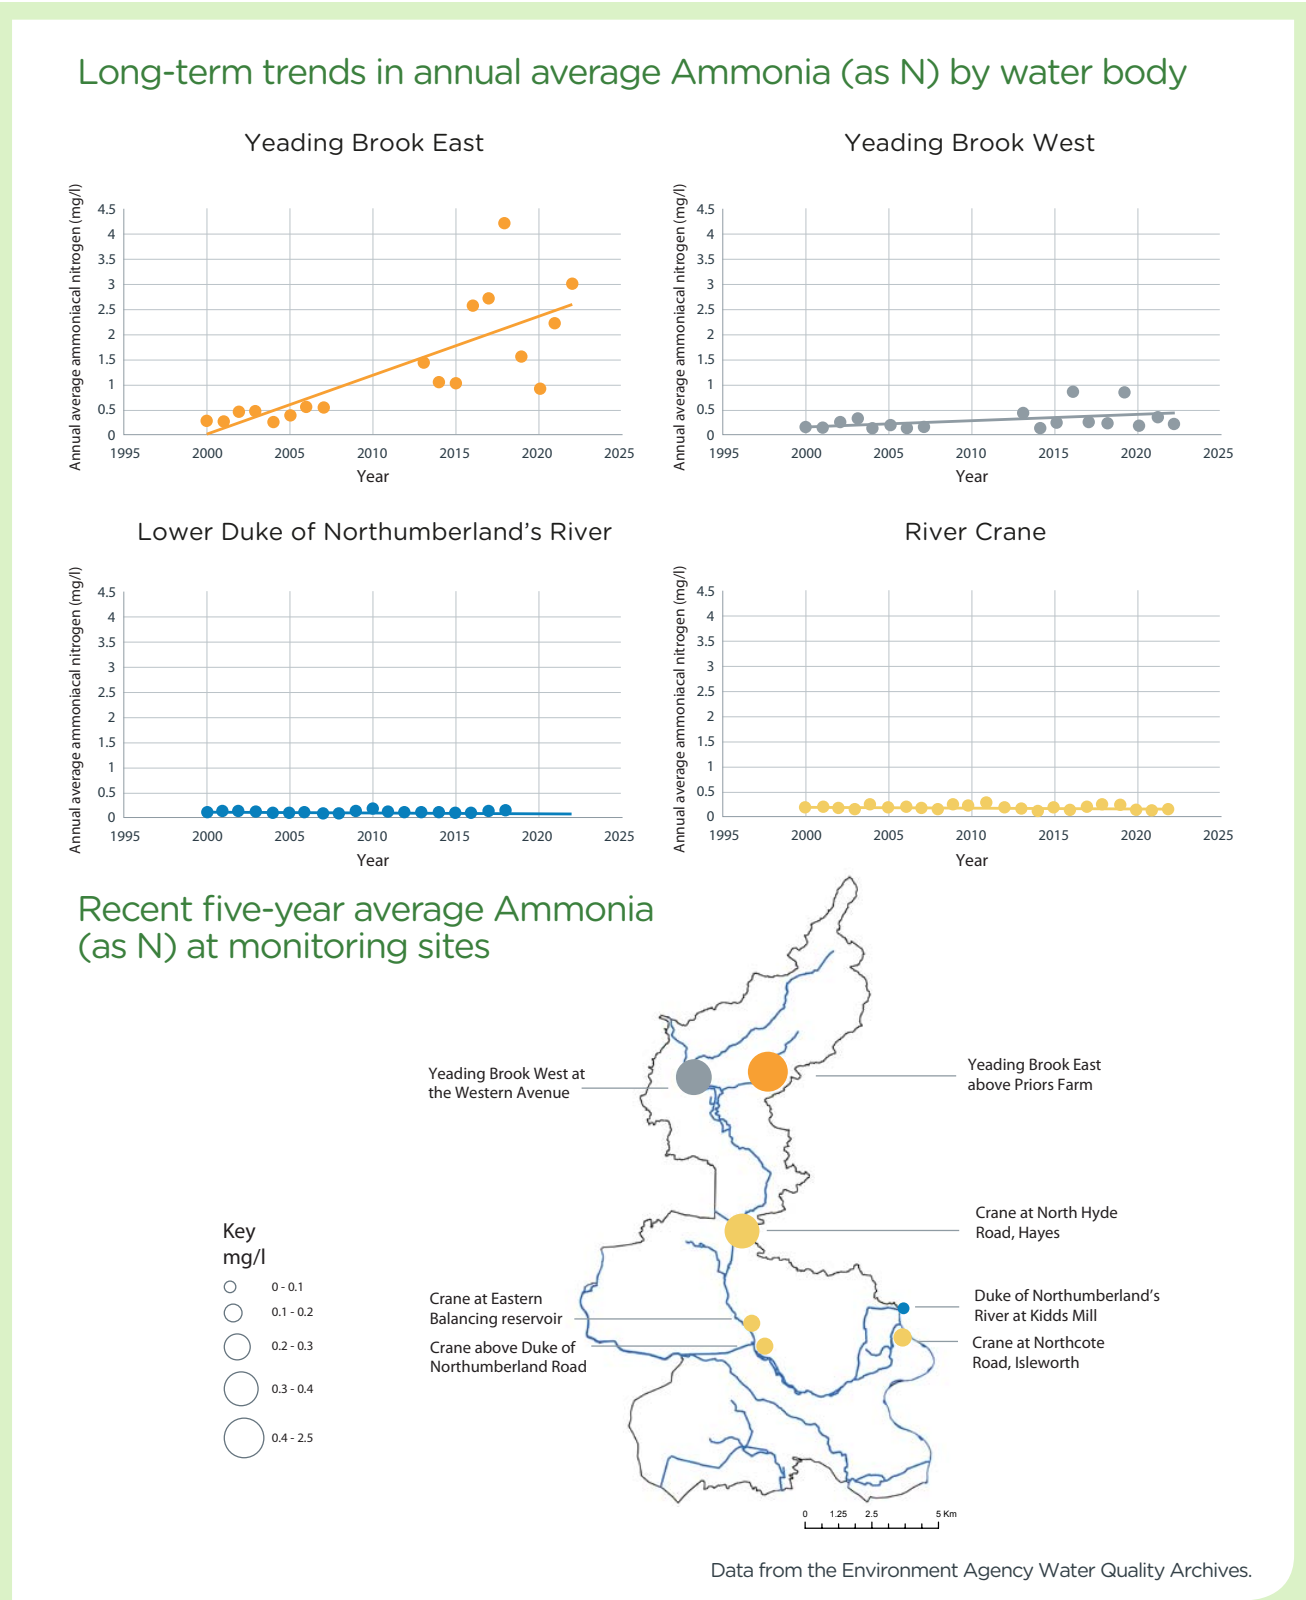 Long-term trends in annual average Ammonia (as N) by water body
Yeading Brook East
Annual average ammoniacal nitrogen (mg/l)
4.5
4
3.5
3
2.5
2
1.5
1
0.5
0
1995
2000
2005
2010
2015
2020
2025
Year
Yeading Brook West
Annual average ammoniacal nitrogen (mg/l)
4.5
4
3.5
3
2.5
2
1.5
1
0.5
0
1995
2000
2005
2010
2015
2020
2025
Year
Lower Duke of Northumberland’s River
Annual average ammoniacal nitrogen (mg/l)
4.5
4
3.5
3
2.5
2
1.5
1
0.5
0
1995
2000
2005
2010
2015
2020
2025
Year
River Crane
Annual average ammoniacal nitrogen (mg/l)
4.5
4
3.5
3
2.5
2
1.5
1
0.5
0
1995
2000
2005
2010
2015
2020
2025
Year
Recent five-year average Ammonia
(as N) at monitoring sites
Yeading Brook West at
the Western Avenue
Yeading Brook East
above Priors Farm
Crane at North Hyde
Road, Hayes
Key
mg/l
0 - 0.1
0.1 - 0.2
0.2 - 0.3
0.3 - 0.4
0.4 - 2.5
Crane at Eastern
Balancing reservoir
Crane above Duke of
Northumberland Road
Duke of Northumberland’s
River at Kidds Mill
Crane at Northcote
Road, Isleworth
0 1.25 2.5 5 Km
Data from the Environment Agency Water Quality Archives.